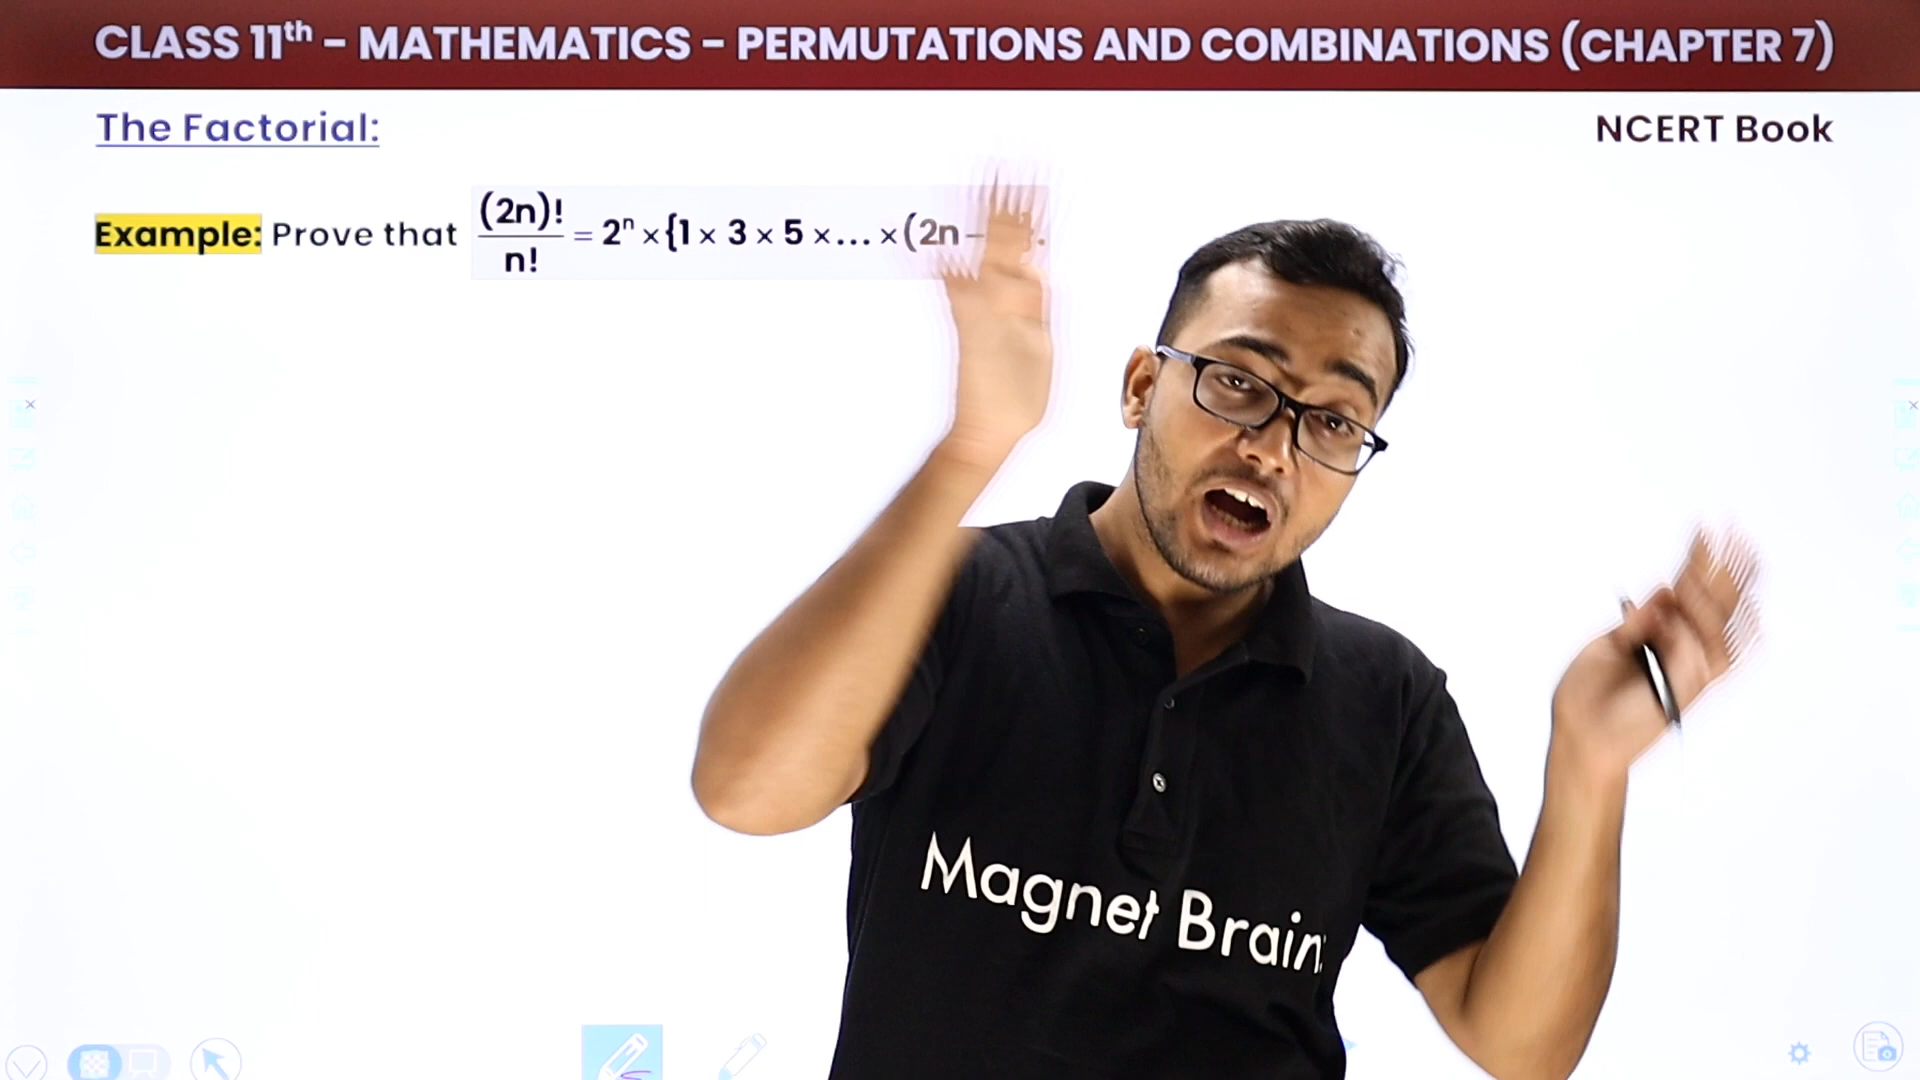 CLASS 11th – MATHEMATICS – PERMUTATIONS AND COMBINATIONS (CHAPTER 7)
The Factorial:
NCERT Book
Example: Prove that (2n)!/n! = 2ⁿ × {1 × 3 × 5 × ... × (2n –
Magnet Brain